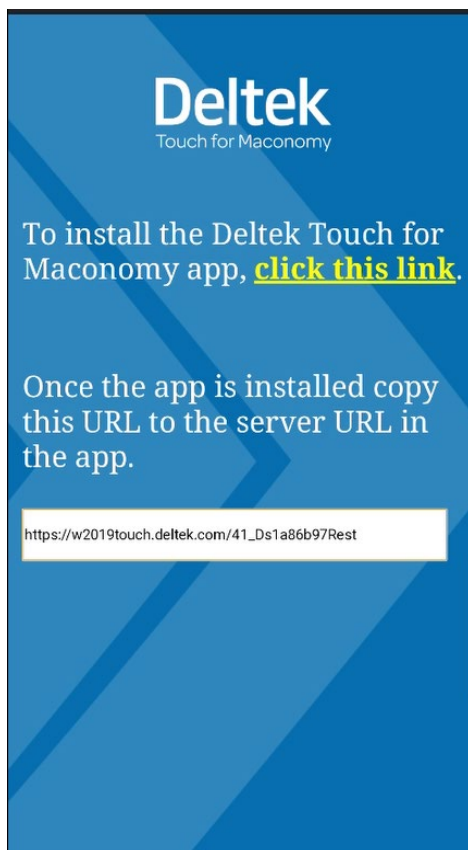 Deltek
Touch for Maconomy
To install the Deltek Touch for
Maconomy app, click this link.
Once the app is installed copy
this URL to the server URL in
the app.
https://w2019touch.deltek.com/41_Ds1a86b97Rest